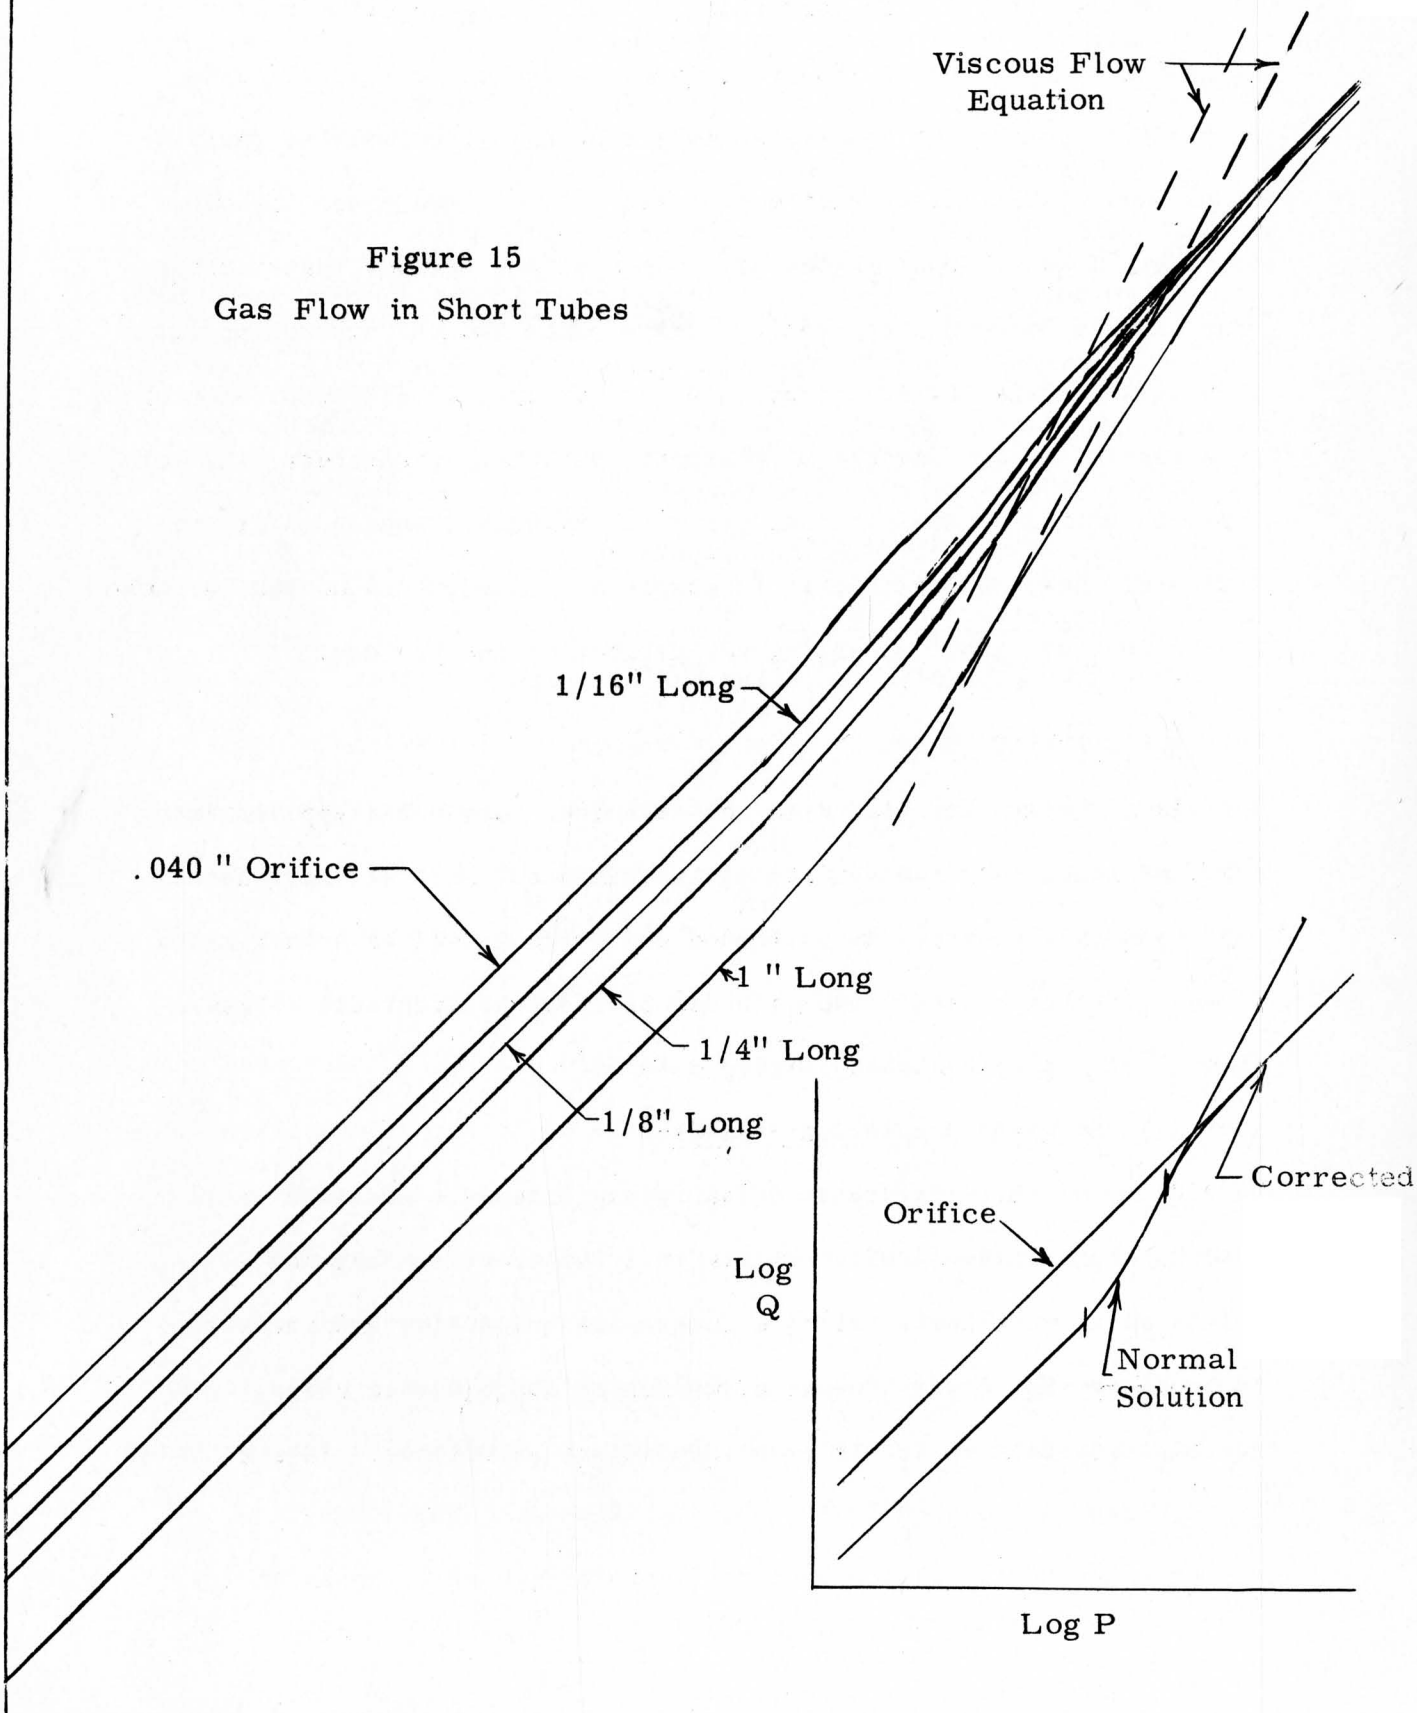 Viscous Flow
Equation
Figure 15
Gas Flow in Short Tubes
1/16" Long
.040 " Orifice
1 " Long
1/4" Long
1/8" Long
Corrected
Orifice
Log
Q
Normal
Solution
Log P